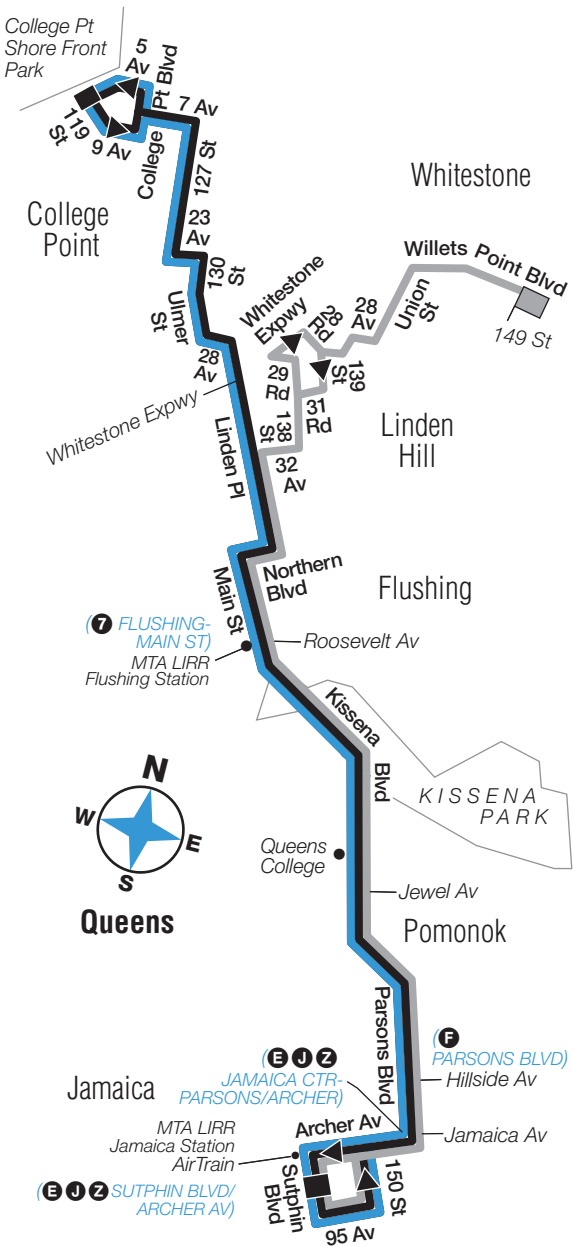 College Pt
Shore Front
Park
5
Av
College Pt Blvd
7 Av
119
St
9 Av
127 St
College
Point
Whitestone
23
Av
130
St
Willets Point Blvd
Ulmer
St
Whitestone
Expwy
28
Rd
28
Av
Union
St
149 St
28
Av
29
Rd
139
St
Whitestone Expwy
31
Rd
138
St
Linden Pl
32
Av
Linden
Hill
Northern
Blvd
Main St
Flushing
(7 FLUSHING-
MAIN ST)
MTA LIRR
Flushing Station
Roosevelt Av
Kissena Blvd
KISSENA
PARK
N
W
E
S
Queens
Queens
College
Jewel Av
Pomonok
Parsons Blvd
(F
PARSONS BLVD)
Hillside Av
(E J Z
JAMAICA CTR-
PARSONS/ARCHER)
Jamaica
Archer Av
Jamaica Av
MTA LIRR
Jamaica Station
AirTrain
(E J Z SUTPHIN BLVD/
ARCHER AV)
Sutphin
Blvd
150 St
95 Av